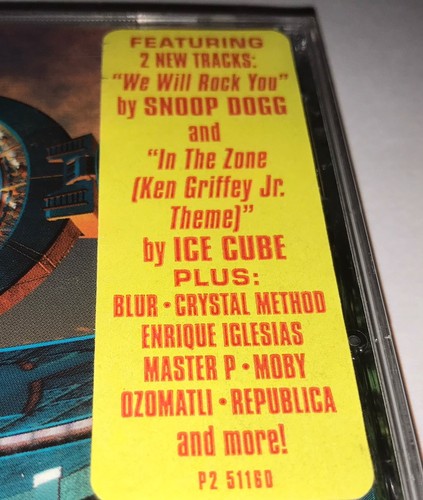 FEATURING
2 NEW TRACKS:
"We Will Rock You"
by SNOOP DOGG
and
"In The Zone
(Ken Griffey Jr.
Theme)"
by ICE CUBE
PLUS:
BLUR • CRYSTAL METHOD
ENRIQUE IGLESIAS
MASTER P • MOBY
OZOMATLI • REPUBLICA
and more!
P2 51160